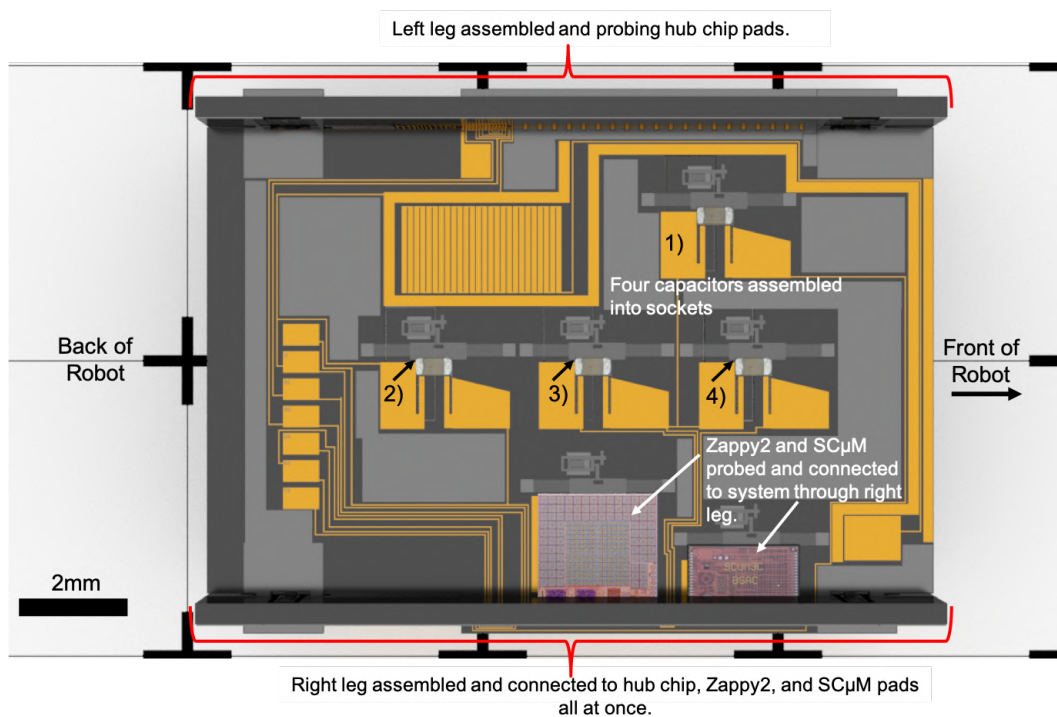 Left leg assembled and probing hub chip pads.
1)
Four capacitors assembled
into sockets
Back of
Robot
Front of
Robot
2)
3)
4)
Zappy2 and SCμM
probed and connected
to system through right
leg.
SCUM3C
BSAC
2mm
Right leg assembled and connected to hub chip, Zappy2, and SCμM pads
all at once.